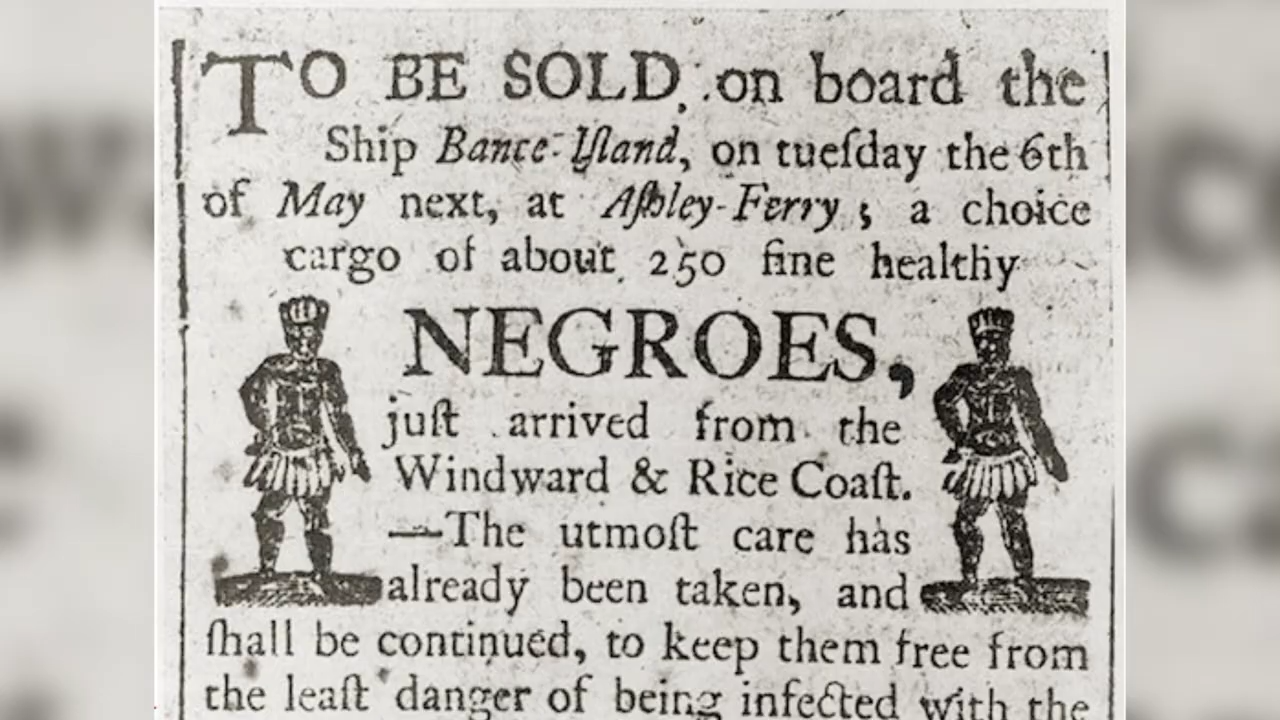 TO BE SOLD, on board the
Ship Bance-Iſland, on tueſday the 6th
of May next, at Aſhley-Ferry; a choice
cargo of about 250 fine healthy
NEGROES,
juſt arrived from the
Windward & Rice Coaſt.
—The utmoſt care has
already been taken, and
ſhall be continued, to keep them free from
the leaſt danger of being infected with the